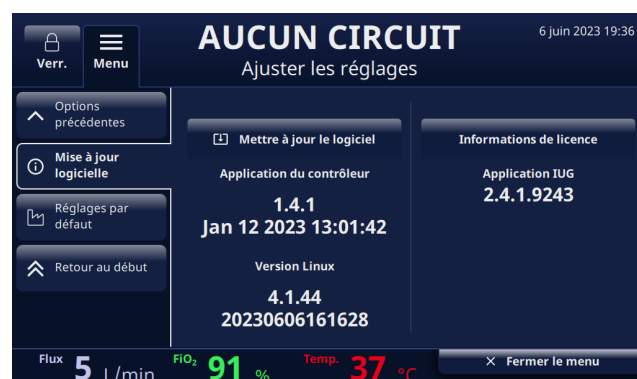 AUCUN CIRCUIT
6 juin 2023 19:36
Ajuster les réglages
Verr.
Menu
Options
précédentes
Mise à jour
logicielle
Réglages par
défaut
Retour au début
Mettre à jour le logiciel
Application du contrôleur
1.4.1
Jan 12 2023 13:01:42
Version Linux
4.1.44
20230606161628
Informations de licence
Application IUG
2.4.1.9243
Flux 5 L/min
FiO₂ 91 %
Temp. 37 °C
Fermer le menu